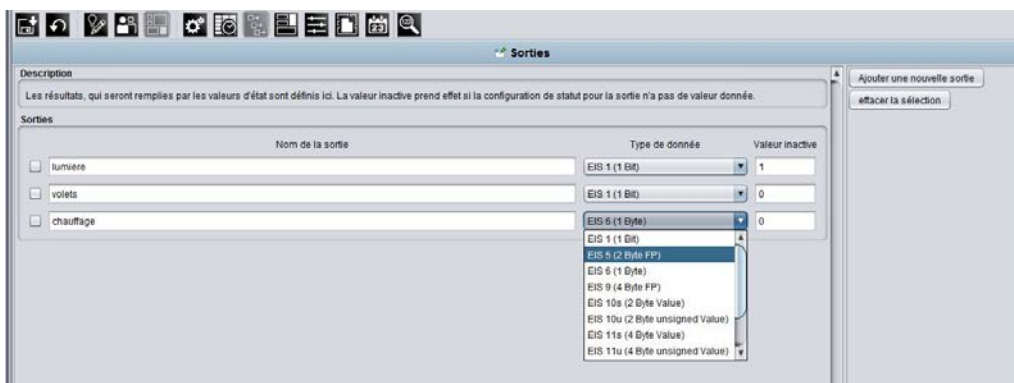 Sorties
Description
Les résultats, qui seront remplies par les valeurs d'état sont définis ici. La valeur inactive prend effet si la configuration de statut pour la sortie n'a pas de valeur donnée.
Sorties
Nom de la sortie Type de donnée Valeur inactive
lumiere EIS 1 (1 Bit) 1
volets EIS 1 (1 Bit) 0
chauffage EIS 6 (1 Byte) 0
EIS 1 (1 Bit)
EIS 5 (2 Byte FP)
EIS 6 (1 Byte)
EIS 9 (4 Byte FP)
EIS 10s (2 Byte Value)
EIS 10u (2 Byte unsigned Value)
EIS 11s (4 Byte Value)
EIS 11u (4 Byte unsigned Value)
Ajouter une nouvelle sortie
effacer la sélection